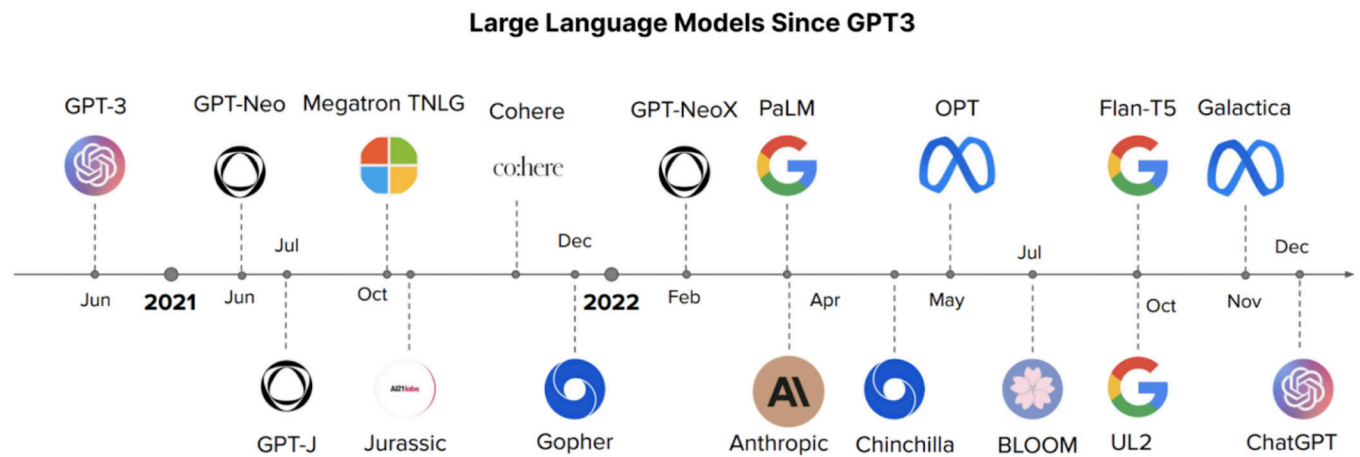 Large Language Models Since GPT3
GPT-3
GPT-Neo
Megatron TNLG
Cohere
GPT-NeoX
PaLM
OPT
Flan-T5
Galactica
co:here
Jul
Dec
Jul
Dec
Jun
2021
Jun
Oct
2022
Feb
Apr
May
Oct
Nov
AI21labs
AI
GPT-J
Jurassic
Gopher
Anthropic
Chinchilla
BLOOM
UL2
ChatGPT